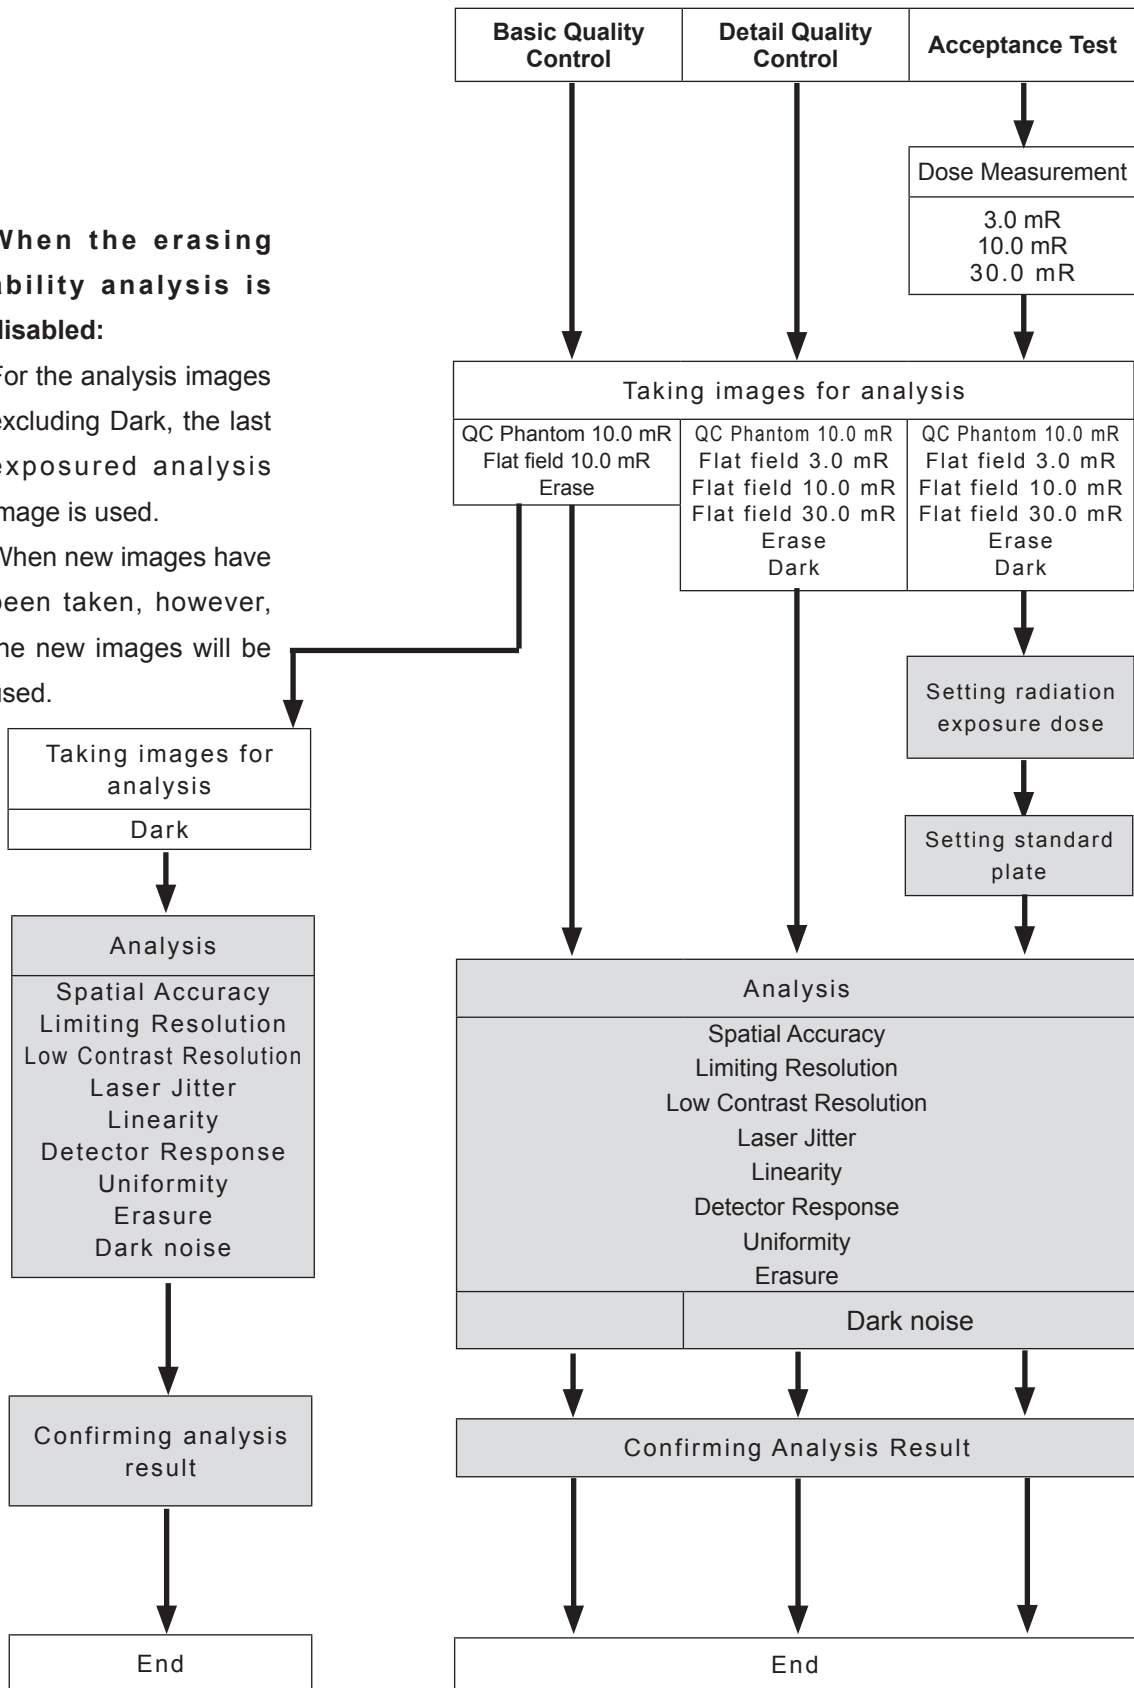 Basic Quality
Control
Detail Quality
Control
Acceptance Test
Dose Measurement
3.0 mR
10.0 mR
30.0 mR
When the erasing
ability analysis is
disabled:
For the analysis images
excluding Dark, the last
exposured analysis
image is used.
When new images have
been taken, however,
the new images will be
used.
Taking images for analysis
QC Phantom 10.0 mR
Flat field 10.0 mR
Erase
QC Phantom 10.0 mR
Flat field 3.0 mR
Flat field 10.0 mR
Flat field 30.0 mR
Erase
Dark
QC Phantom 10.0 mR
Flat field 3.0 mR
Flat field 10.0 mR
Flat field 30.0 mR
Erase
Dark
Setting radiation
exposure dose
Setting standard
plate
Taking images for
analysis
Dark
Analysis
Spatial Accuracy
Limiting Resolution
Low Contrast Resolution
Laser Jitter
Linearity
Detector Response
Uniformity
Erasure
Dark noise
Confirming analysis
result
End
Analysis
Spatial Accuracy
Limiting Resolution
Low Contrast Resolution
Laser Jitter
Linearity
Detector Response
Uniformity
Erasure
Dark noise
Confirming Analysis Result
End